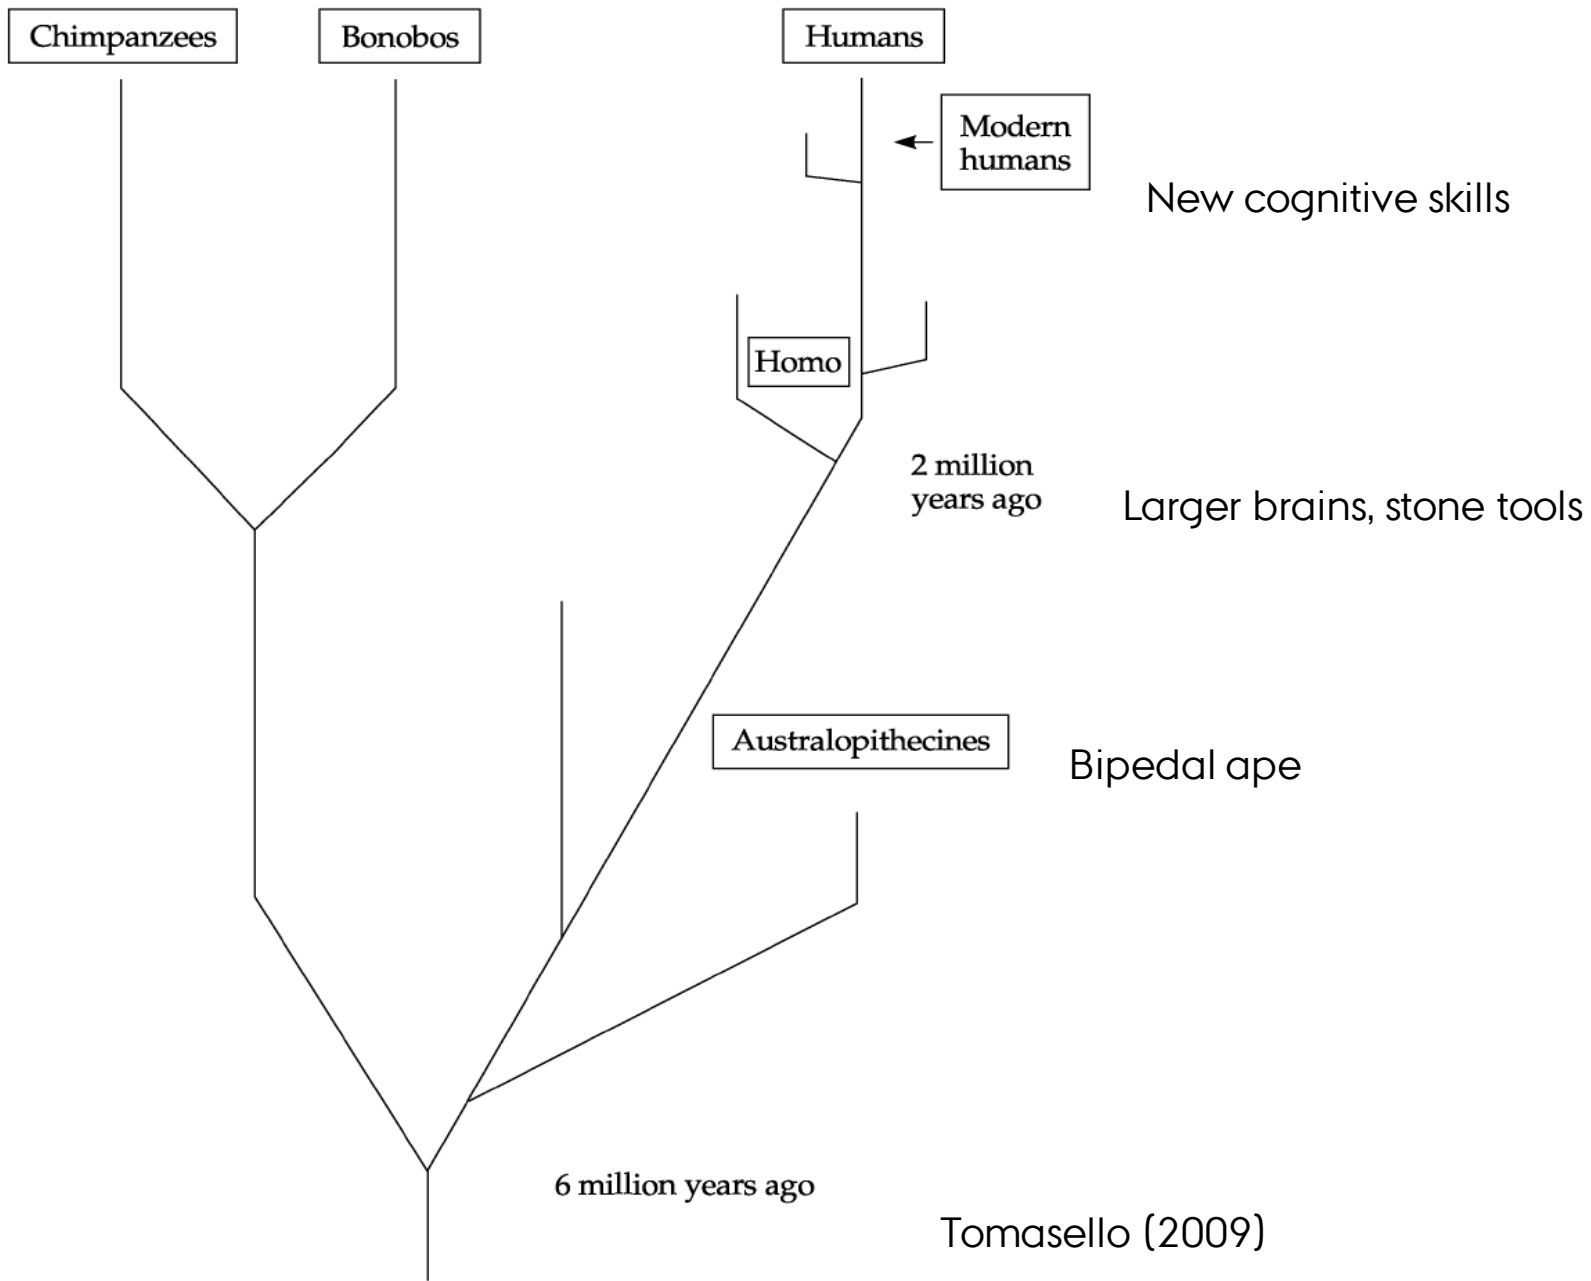 Chimpanzees
Bonobos
Humans
Modern
humans
New cognitive skills
Homo
2 million
years ago
Larger brains, stone tools
Australopithecines
Bipedal ape
6 million years ago
Tomasello (2009)